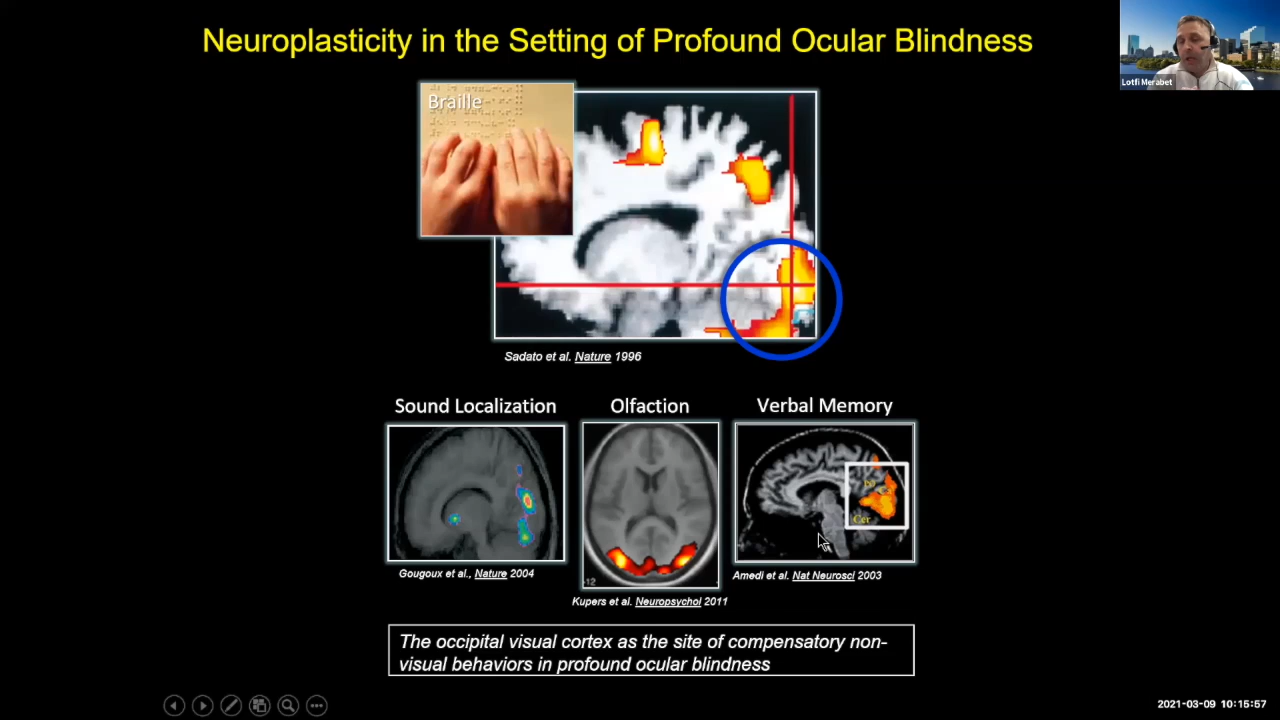 Neuroplasticity in the Setting of Profound Ocular Blindness
Lotfi Merabet
Braille
Sadato et al. Nature 1996
Sound Localization
Olfaction
Verbal Memory
Cer
-12
Gougoux et al., Nature 2004
Kupers et al. Neuropsychol 2011
Amedi et al. Nat Neurosci 2003
The occipital visual cortex as the site of compensatory non-
visual behaviors in profound ocular blindness
2021-03-09 10:15:57